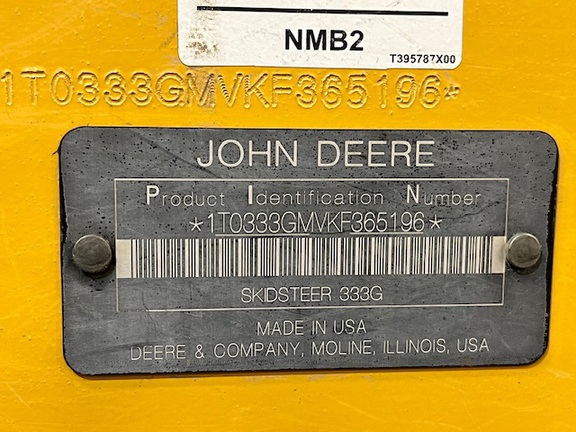 NMB2
T395787X00
1T0333GMVKF365196*
JOHN DEERE
Product Identification Number
*1T0333GMVKF365196*
SKIDSTEER 333G
MADE IN USA
DEERE & COMPANY, MOLINE, ILLINOIS, USA